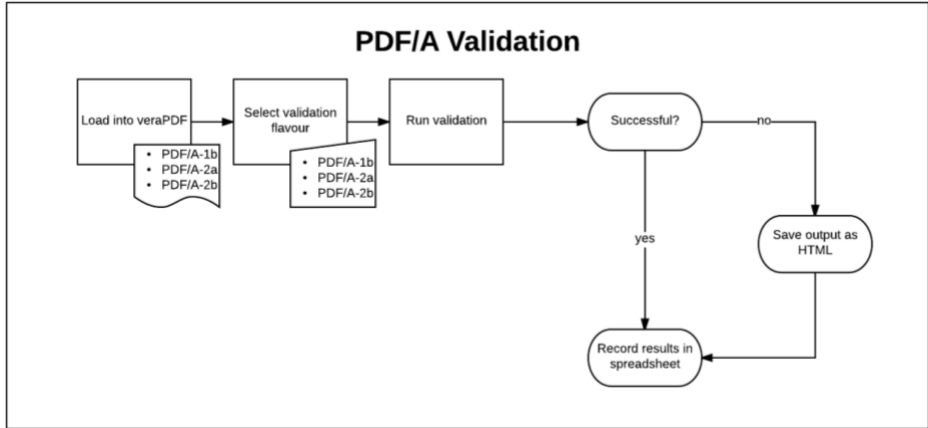 PDF/A Validation
Load into veraPDF
• PDF/A-1b
• PDF/A-2a
• PDF/A-2b
Select validation
flavour
• PDF/A-1b
• PDF/A-2a
• PDF/A-2b
Run validation
Successful?
no
yes
Save output as
HTML
Record results in
spreadsheet